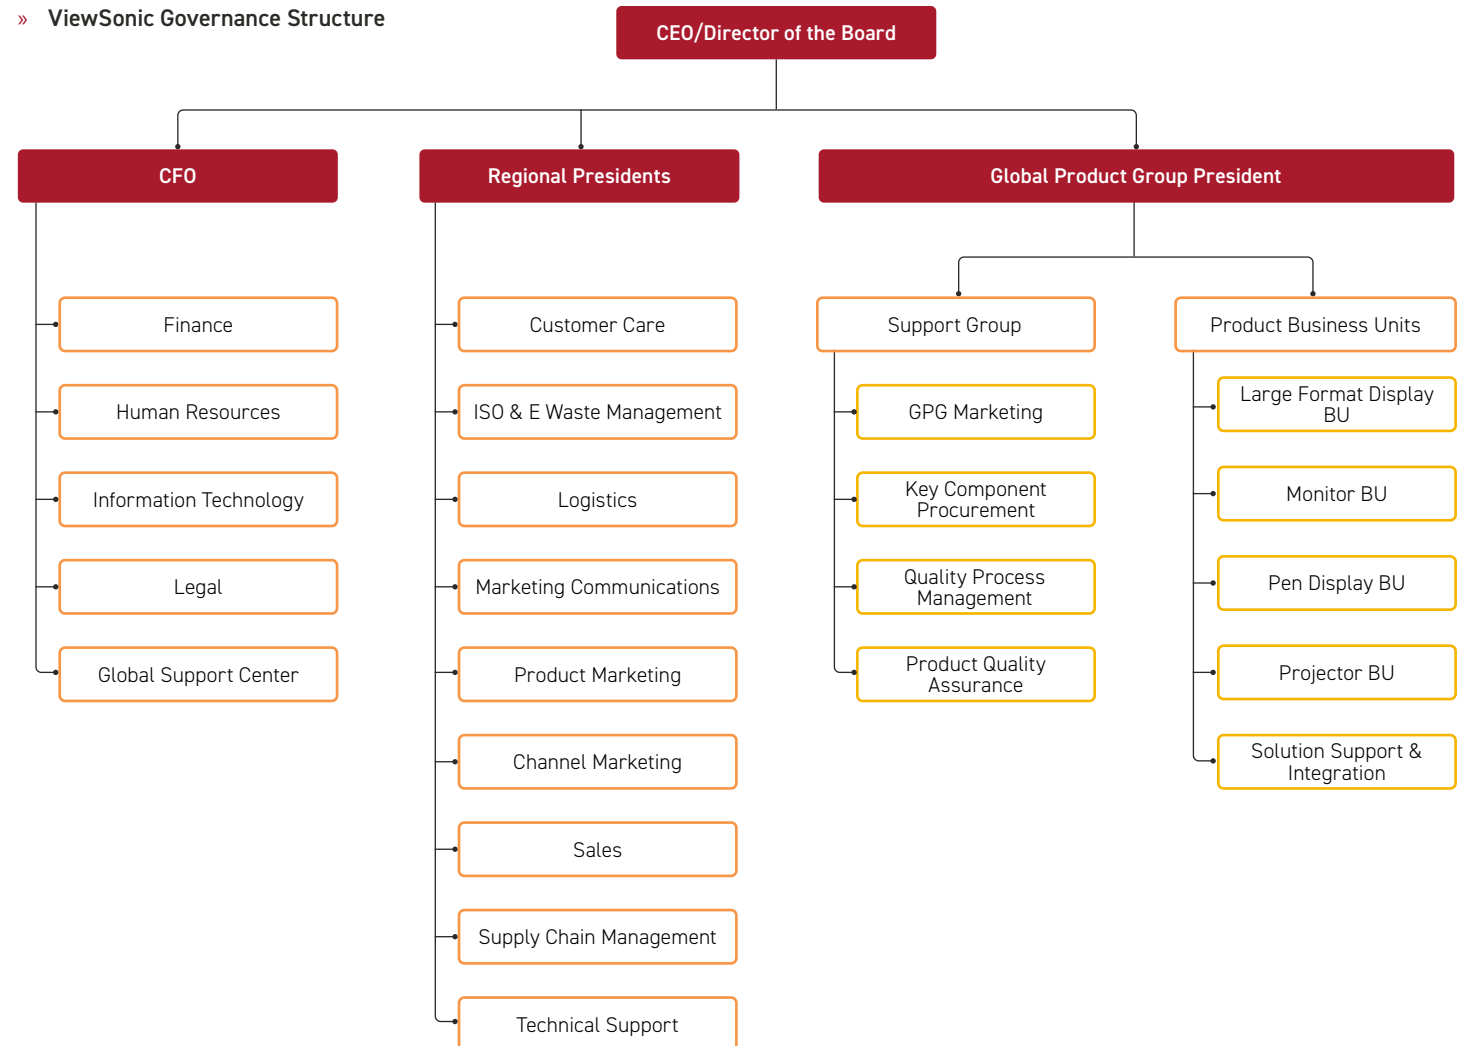 » ViewSonic Governance Structure
CEO/Director of the Board
CFO
Regional Presidents
Global Product Group President
Finance
Human Resources
Information Technology
Legal
Global Support Center
Customer Care
ISO & E Waste Management
Logistics
Marketing Communications
Product Marketing
Channel Marketing
Sales
Supply Chain Management
Technical Support
Support Group
GPG Marketing
Key Component
Procurement
Quality Process
Management
Product Quality
Assurance
Product Business Units
Large Format Display
BU
Monitor BU
Pen Display BU
Projector BU
Solution Support &
Integration